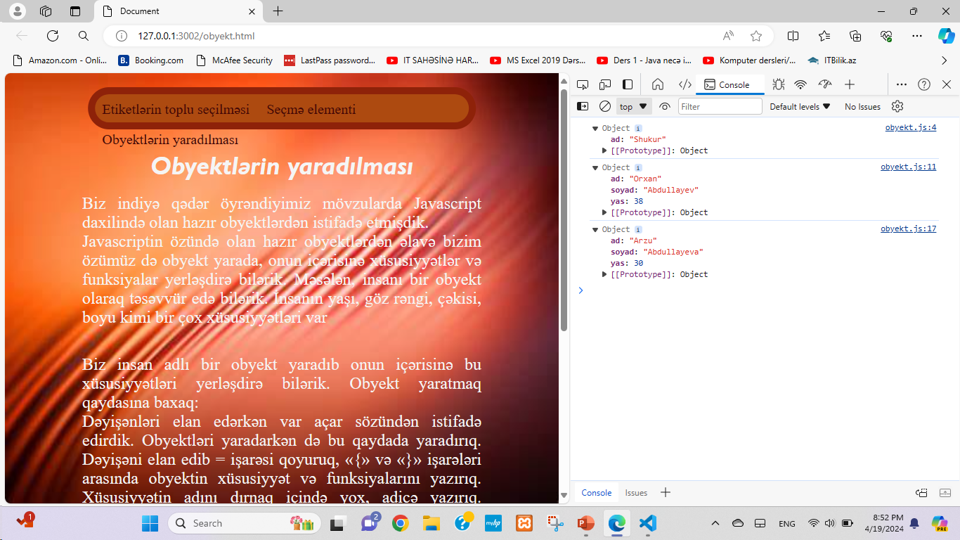 Document
127.0.0.1:3002/obyekt.html
Amazon.com - Onli...
Booking.com
McAfee Security
LastPass password...
IT SAHƏSİNƏ HAR...
MS Excel 2019 Dərs...
Ders 1 - Java necə i...
Komputer dersleri/...
ITBilik.az
Etiketlərin toplu seçilməsi Seçmə elementi
Obyektlərin yaradılması
Obyektlərin yaradılması
Biz indiyə qədər öyrəndiyimiz mövzularda Javascript
daxilində olan hazır obyektlərdən istifadə etmişdik.
Javascriptin özündə olan hazır obyektlərdən əlavə bizim
özümüz də obyekt yarada, onun içərisinə xüsusiyyətlər və
funksiyalar yerləşdirə bilərik. Məsələn, insanı bir obyekt
olaraq təsəvvür edə bilərik. İnsanın yaşı, göz rəngi, çəkisi,
boyu kimi bir çox xüsusiyyətləri var
Biz insan adlı bir obyekt yaradıb onun içərisinə bu
xüsusiyyətləri yerləşdirə bilərik. Obyekt yaratmaq
qaydasına baxaq:
Dəyişənləri elan edərkən var açar sözündən istifadə
edirdik. Obyektləri yaradarkən də bu qaydada yaradırıq.
Dəyişəni elan edib = işarəsi qoyuruq, «{» və «}» işarələri
arasında obyektin xüsusiyyət və funksiyalarını yazırıq.
Xüsusiyyətin adını dırnaq içində yox, adicə yazırıq.
Console
top
Filter
Default levels
No Issues
Object
obyekt.js:4
ad: "Shukur"
[[Prototype]]: Object
Object
obyekt.js:11
ad: "Orxan"
soyad: "Abdullayev"
yas: 38
[[Prototype]]: Object
Object
obyekt.js:17
ad: "Arzu"
soyad: "Abdullayeva"
yas: 30
[[Prototype]]: Object
Console
Issues
1
Search
2
ENG
8:52 PM
4/19/2024
PRE